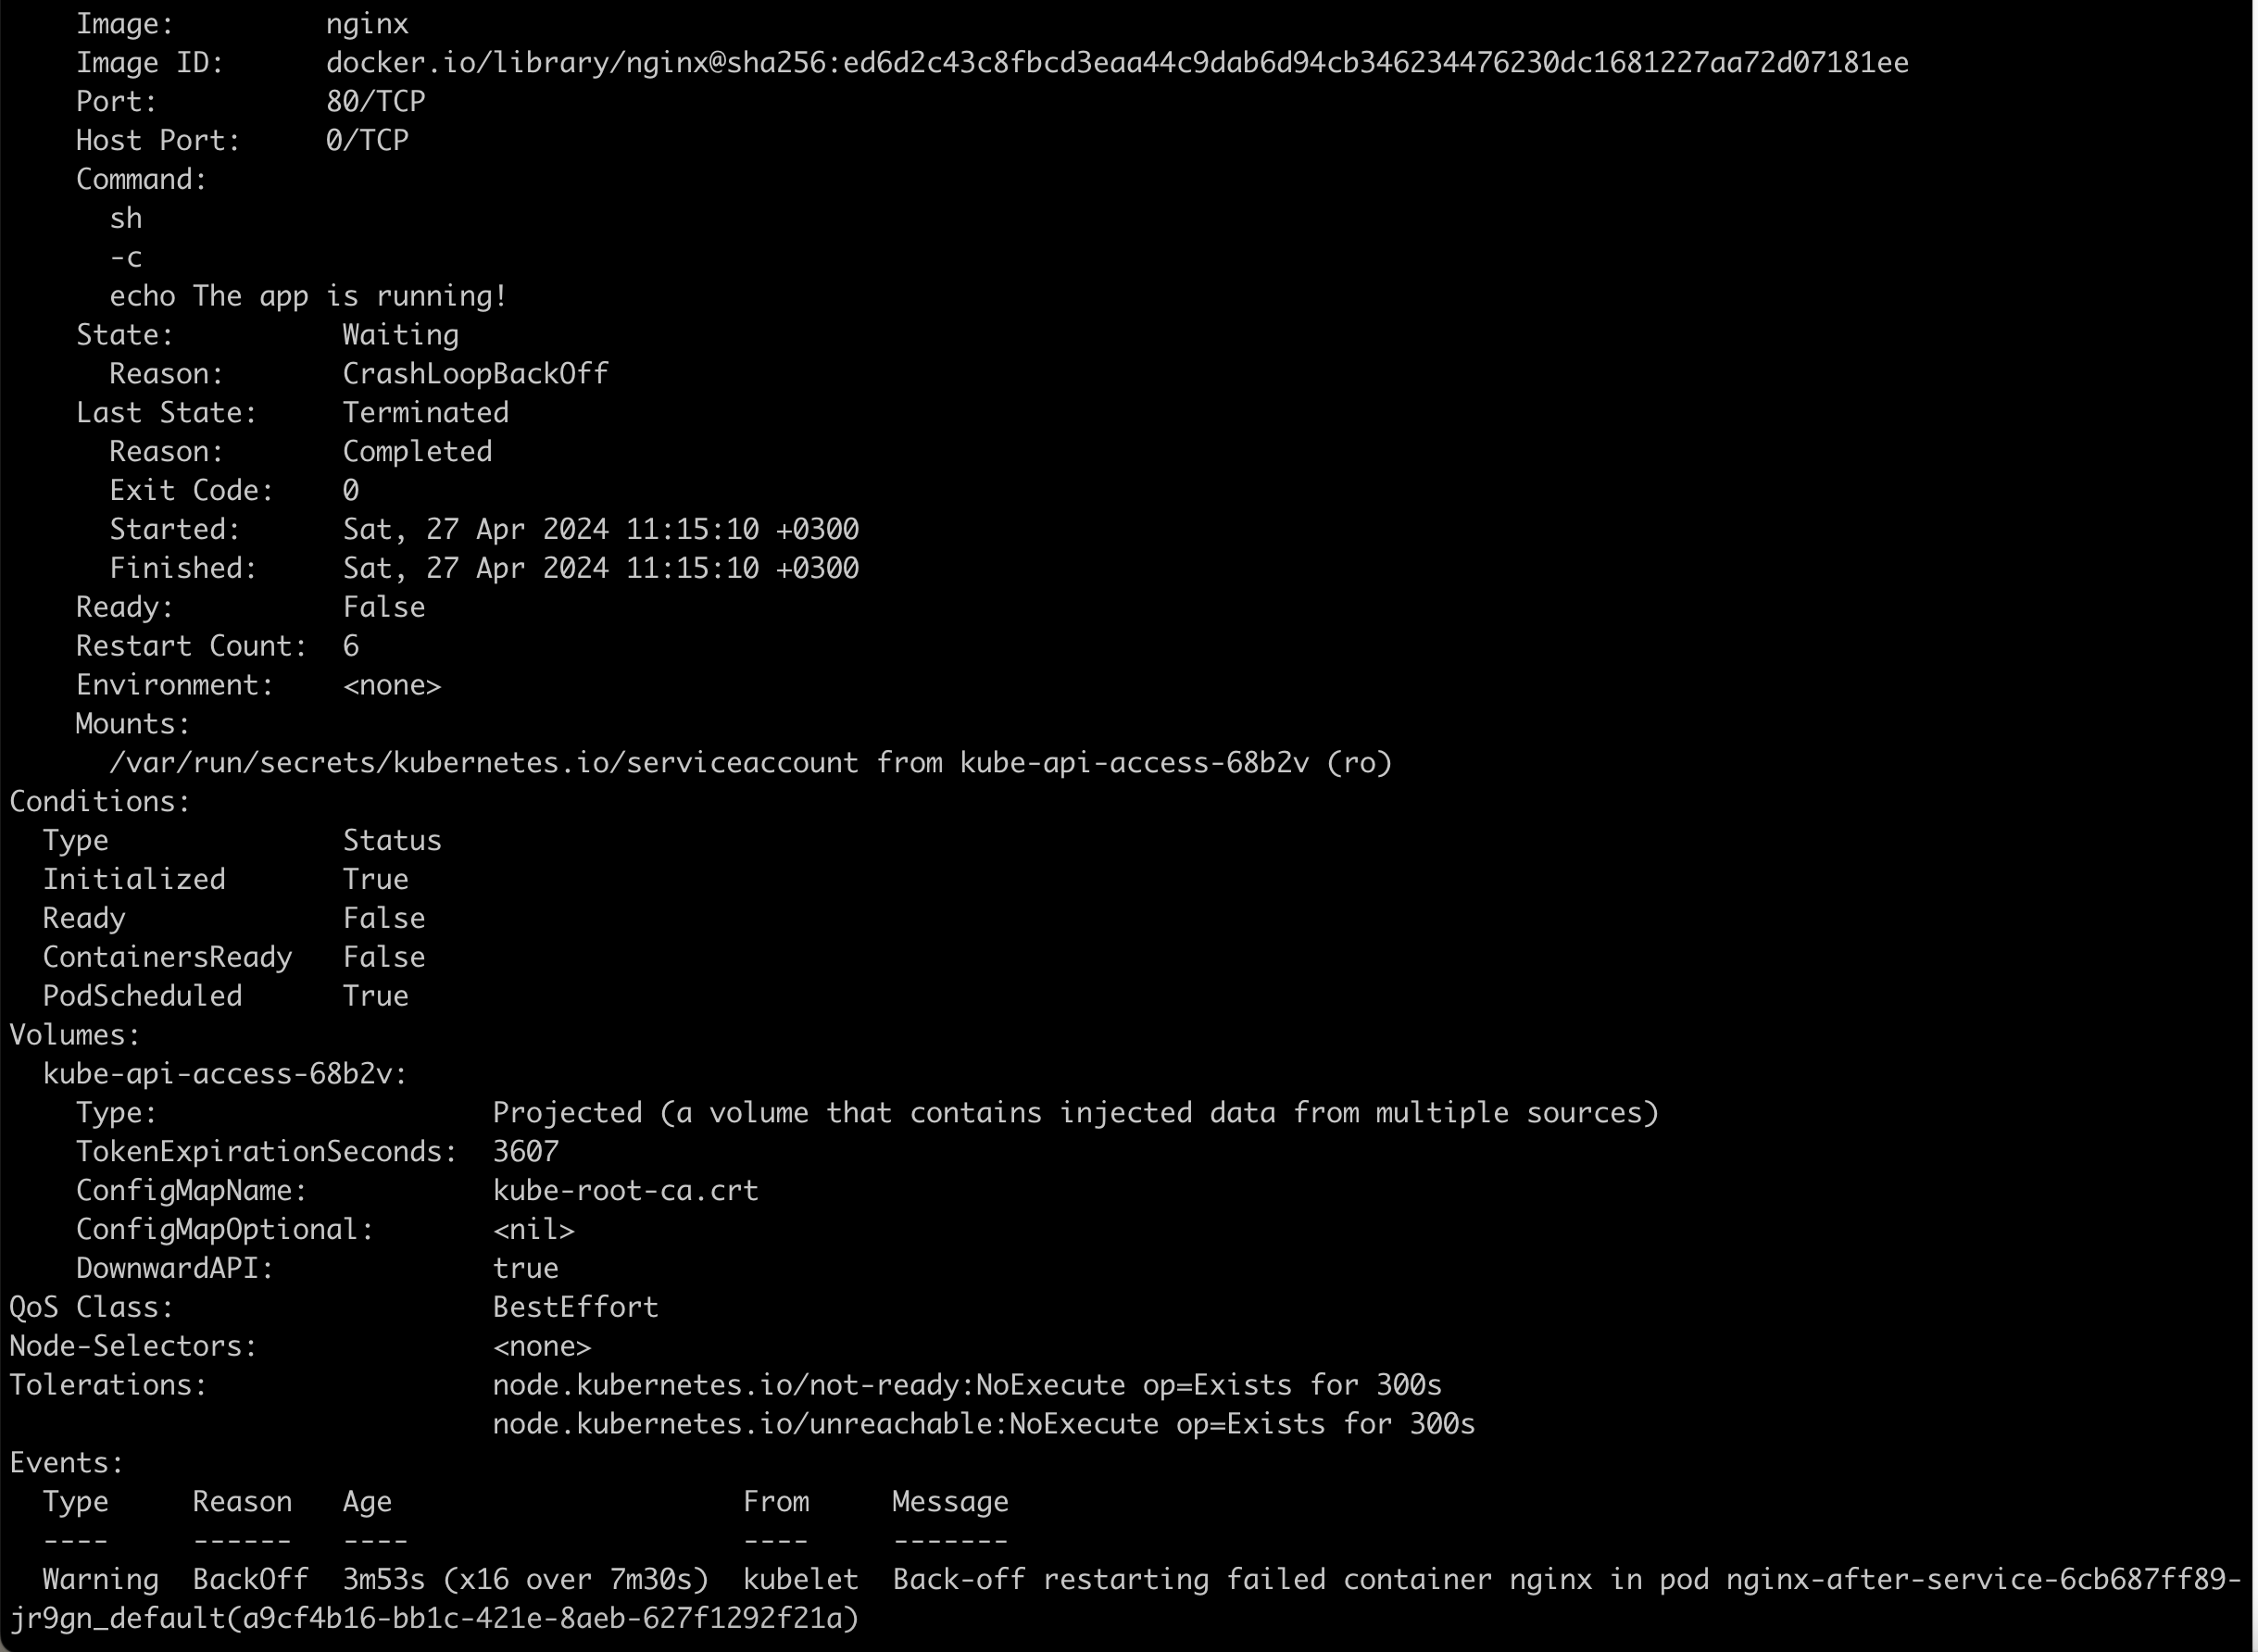 Image: nginx
Image ID: docker.io/library/nginx@sha256:ed6d2c43c8fbcd3eaa44c9dab6d94cb346234476230dc1681227aa72d07181ee
Port: 80/TCP
Host Port: 0/TCP
Command:
sh
-c
echo The app is running!
State: Waiting
Reason: CrashLoopBackOff
Last State: Terminated
Reason: Completed
Exit Code: 0
Started: Sat, 27 Apr 2024 11:15:10 +0300
Finished: Sat, 27 Apr 2024 11:15:10 +0300
Ready: False
Restart Count: 6
Environment: <none>
Mounts:
/var/run/secrets/kubernetes.io/serviceaccount from kube-api-access-68b2v (ro)
Conditions:
Type Status
Initialized True
Ready False
ContainersReady False
PodScheduled True
Volumes:
kube-api-access-68b2v:
Type: Projected (a volume that contains injected data from multiple sources)
TokenExpirationSeconds: 3607
ConfigMapName: kube-root-ca.crt
ConfigMapOptional: <nil>
DownwardAPI: true
QoS Class: BestEffort
Node-Selectors: <none>
Tolerations: node.kubernetes.io/not-ready:NoExecute op=Exists for 300s
node.kubernetes.io/unreachable:NoExecute op=Exists for 300s
Events:
Type Reason Age From Message
---- ------ ---- ---- -------
Warning BackOff 3m53s (x16 over 7m30s) kubelet Back-off restarting failed container nginx in pod nginx-after-service-6cb687ff89-
jr9gn_default(a9cf4b16-bb1c-421e-8aeb-627f1292f21a)